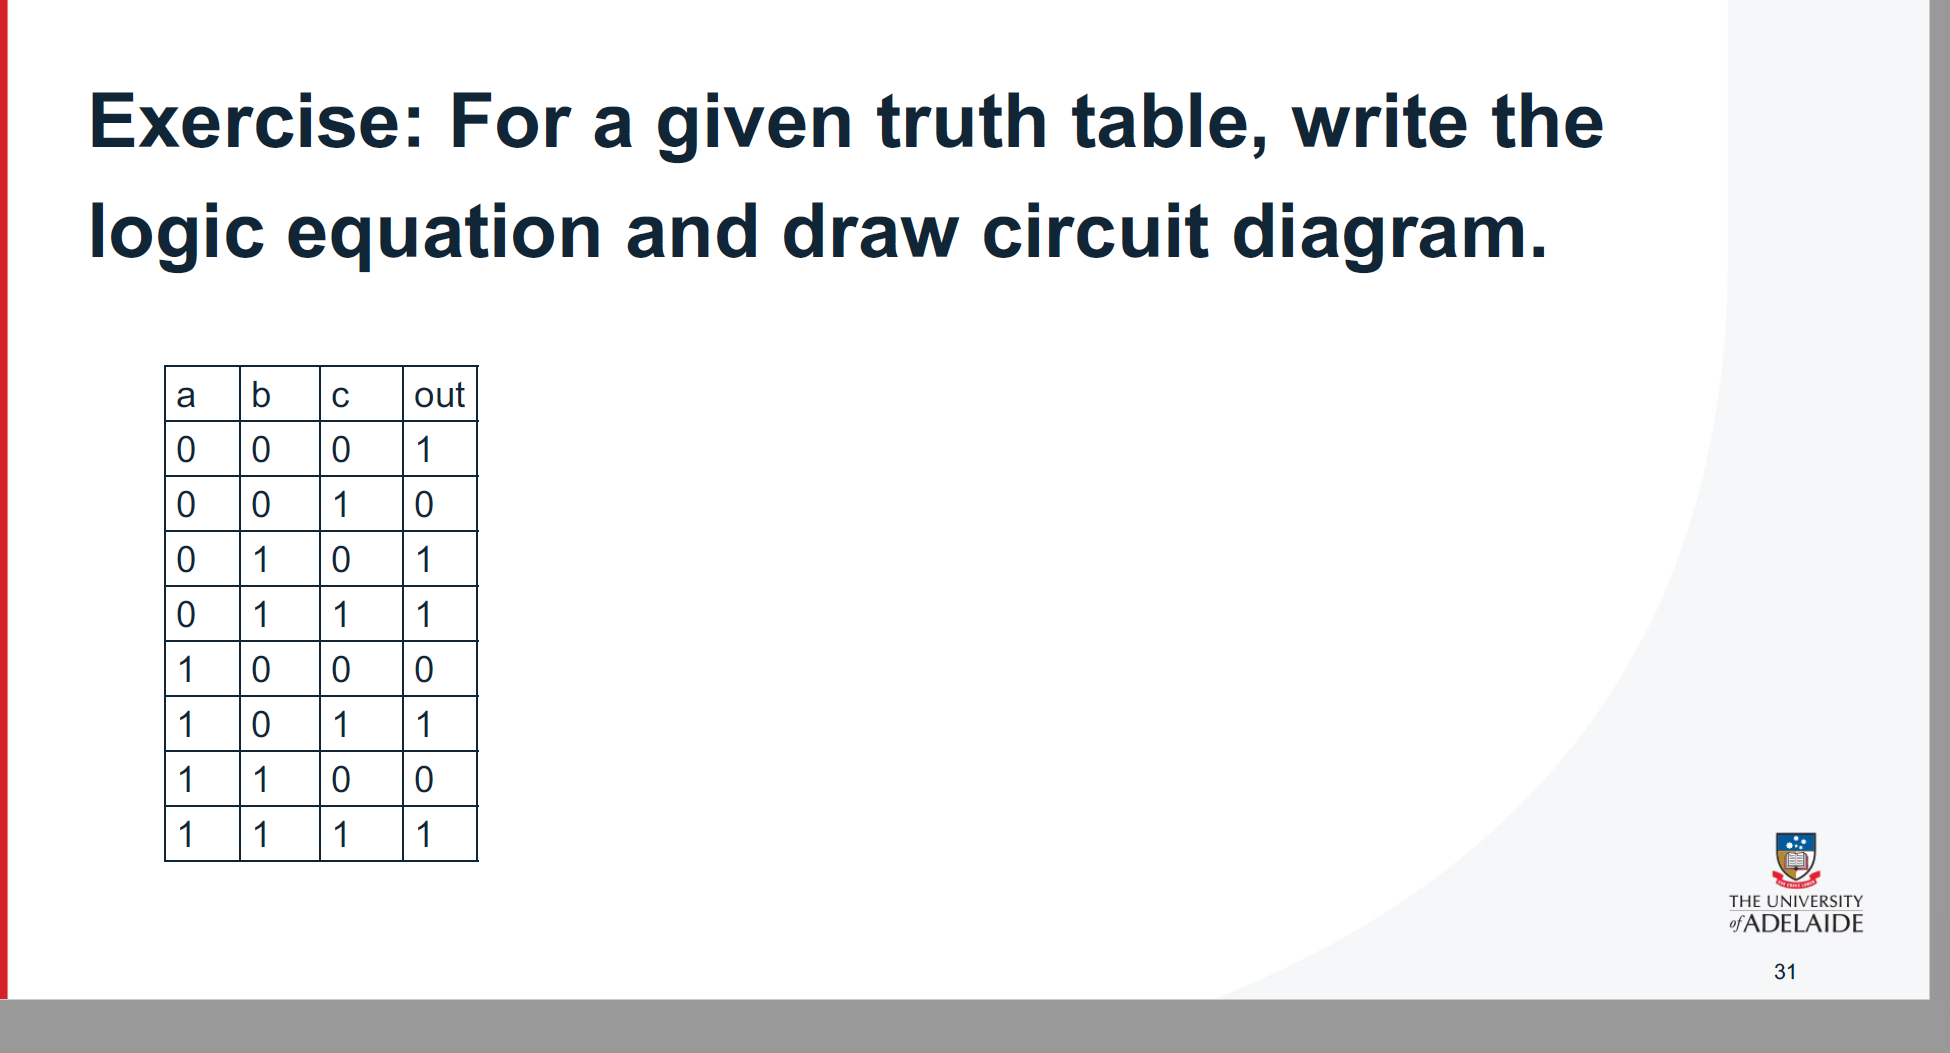 Exercise: For a given truth table, write the
logic equation and draw circuit diagram.
a b c out
0 0 0 1
0 0 1 0
0 1 0 1
0 1 1 1
1 0 0 0
1 0 1 1
1 1 0 0
1 1 1 1
THE UNIVERSITY
of ADELAIDE
31